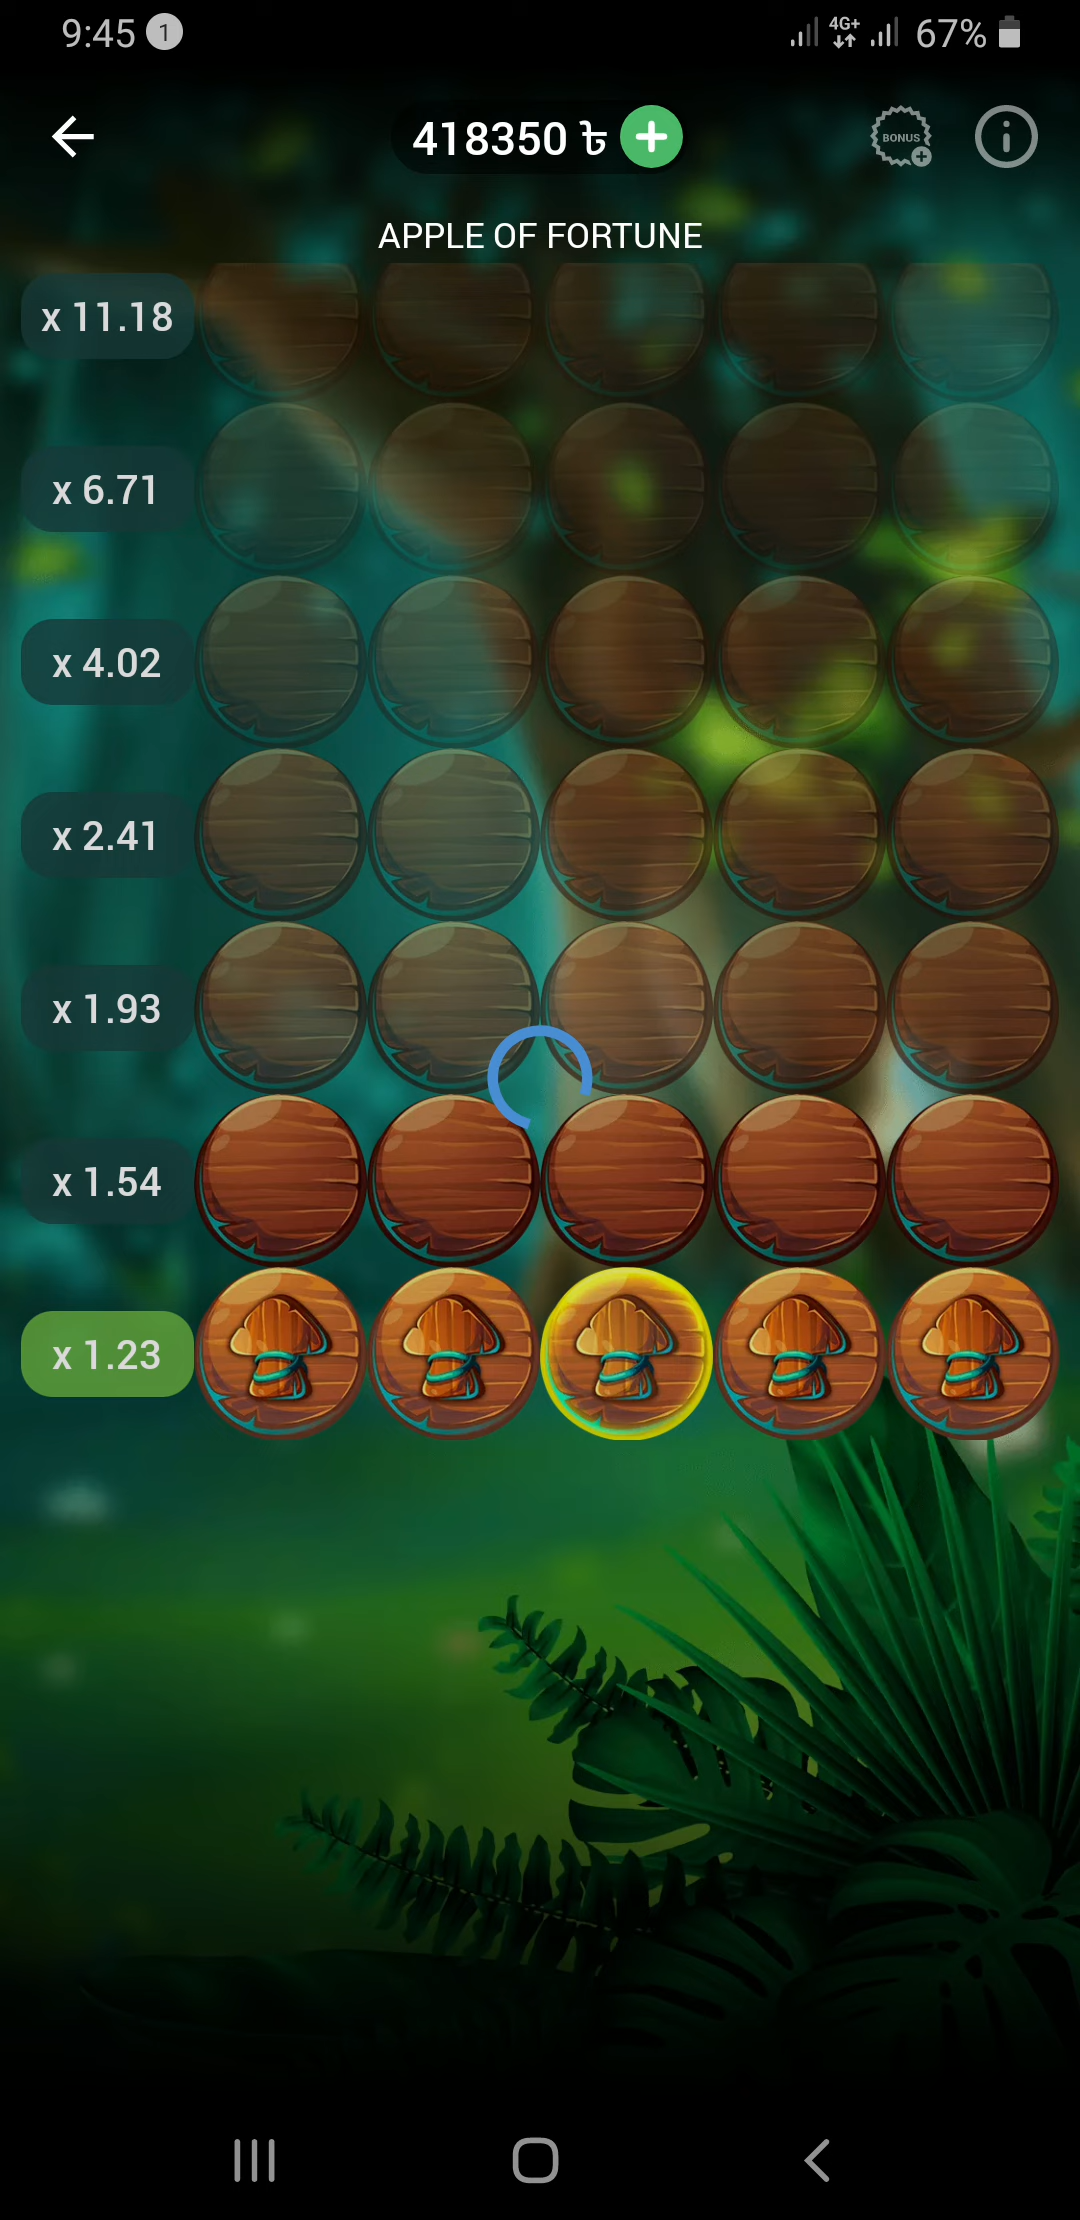 9:45 1 4G+ 67%
418350 ৳ +
BONUS
APPLE OF FORTUNE
x 11.18
x 6.71
x 4.02
x 2.41
x 1.93
x 1.54
x 1.23